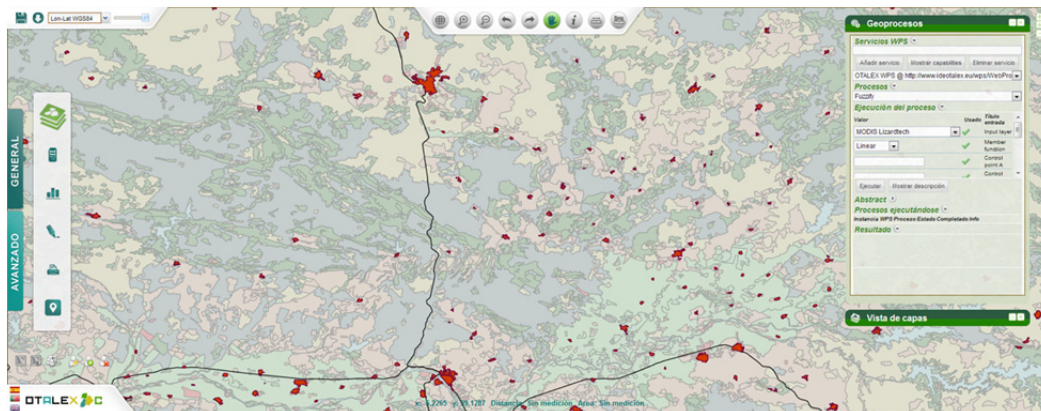 Lon-Lat WGS84
GENERAL
AVANZADO
Geoprocesos
Servicios WPS
Añadir servicio Mostrar capabilities Eliminar servicio
OTALEX WPS @ http://www.ideotalex.eu/wps/WebPro
Procesos
Fuzzify
Ejecución del proceso
Valor Usado Título entrada
MODIS Lizardtech Input layer
Linear Member function
Control point A
Control
Ejecutar Mostrar descripción
Abstract
Procesos ejecutándose
Instancia WPS Proceso Estado Completado Info
Resultado
Vista de capas
OTALEX C
Distancia: Sin medición Area: Sin medición